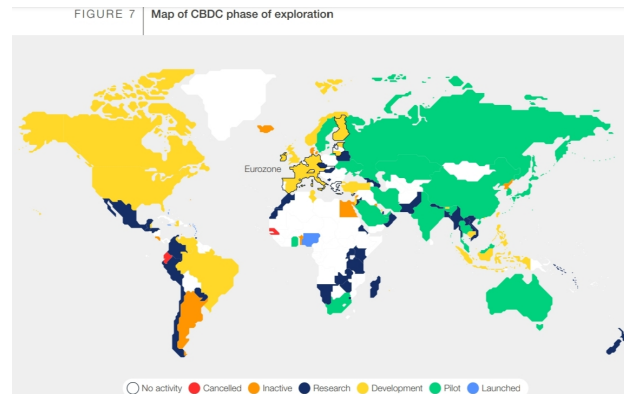 FIGURE 7 Map of CBDC phase of exploration
Eurozone
No activity Cancelled Inactive Research Development Pilot Launched